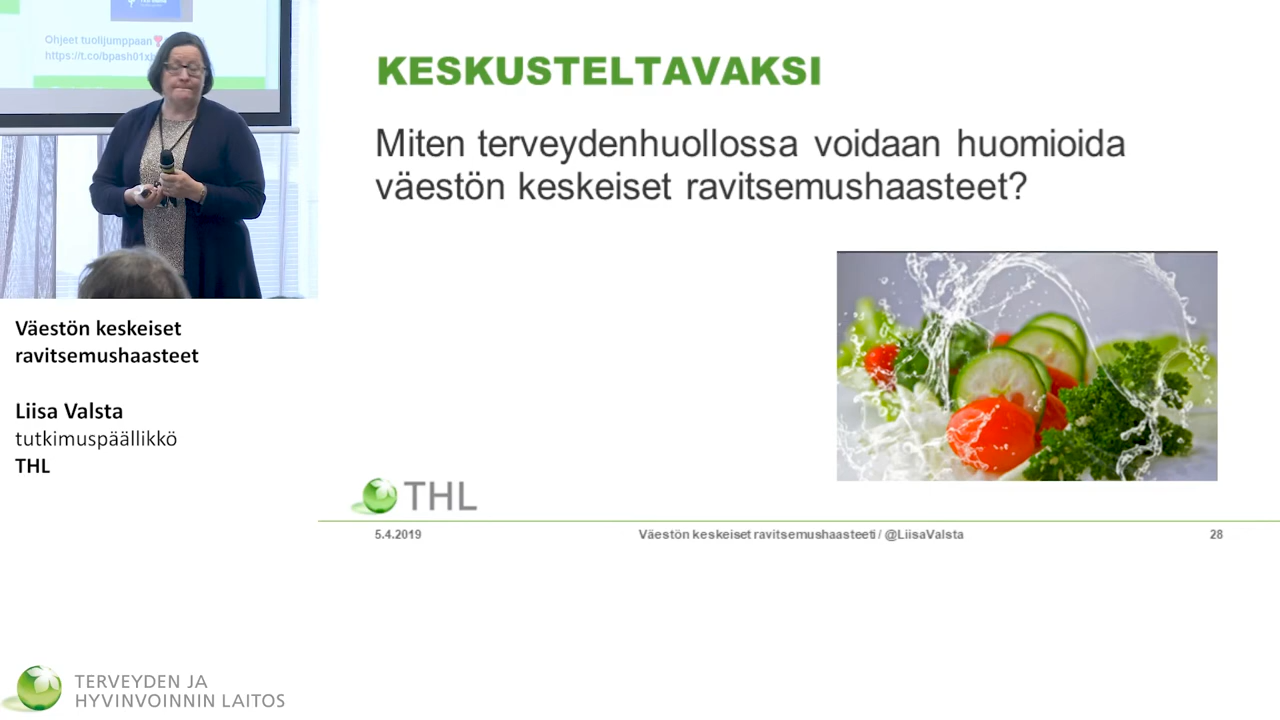 Ohjeet tuolijumppaan
KESKUSTELTAVAKSI
Miten terveydenhuollossa voidaan huomioida
väestön keskeiset ravitsemushaasteet?
Väestön keskeiset
ravitsemushaasteet
Liisa Valsta
tutkimuspäällikkö
THL
THL
5.4.2019
Väestön keskeiset ravitsemushaasteet / @LiisaValsta
28
TERVEYDEN JA
HYVINVOINNIN LAITOS